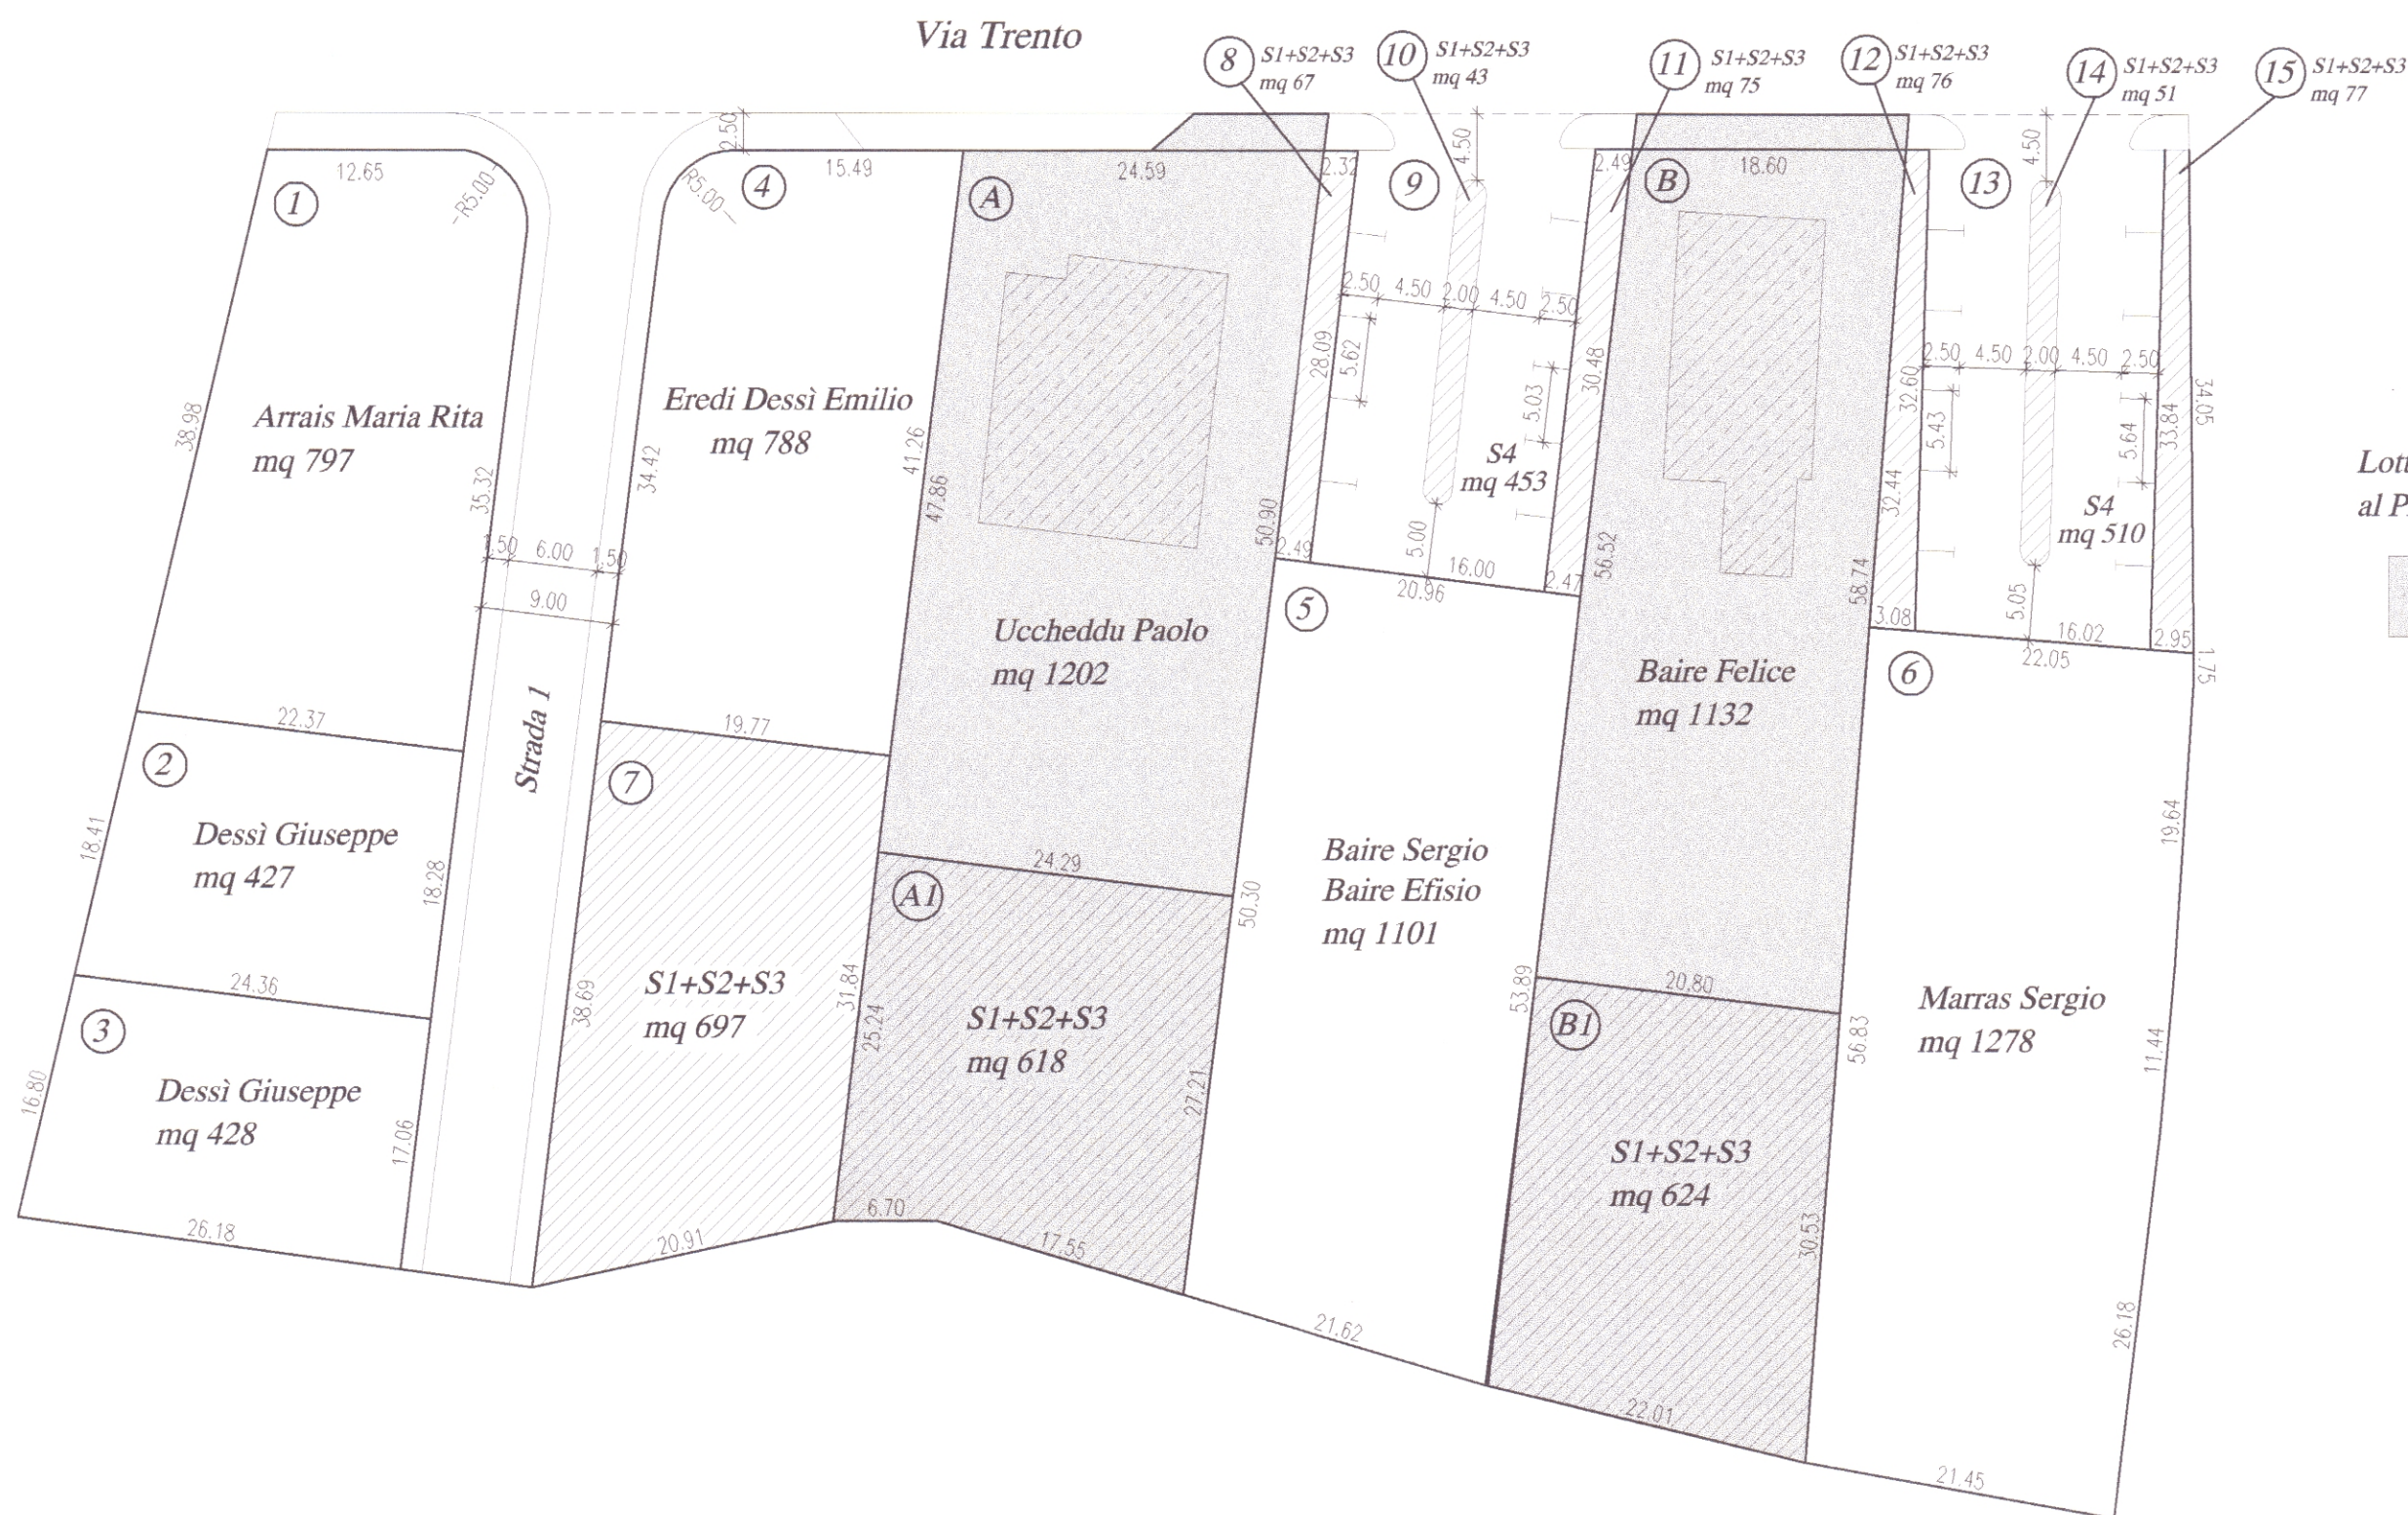 Via Trento
8 S1+S2+S3
mq 67
10 S1+S2+S3
mq 43
11 S1+S2+S3
mq 75
12 S1+S2+S3
mq 76
14 S1+S2+S3
mq 51
15 S1+S2+S3
mq 77
2.50
4.50
4.50
12.65
R5.00
R5.00
15.49
24.59
2.32
2.49
18.60
1
4
A
9
B
13
2.50 4.50 2.00 4.50 2.50
2.50 4.50 2.00 4.50 2.50
28.09
5.62
5.03
30.48
32.60
5.43
5.64
33.84
34.05
38.98
Arrais Maria Rita
mq 797
35.32
34.42
Eredi Dessì Emilio
mq 788
41.26
47.86
50.90
S4
mq 453
32.44
S4
mq 510
Lott
al P
1.50 6.00 1.50
9.00
2.49
5.00
16.00
2.47
20.96
56.52
58.74
3.08
5.05
16.02
2.95
22.05
1.75
5
6
Uccheddu Paolo
mq 1202
Baire Felice
mq 1132
22.37
19.77
Strada 1
2
7
18.41
Dessì Giuseppe
mq 427
18.28
24.29
A1
50.30
Baire Sergio
Baire Efisio
mq 1101
19.64
24.36
3
38.69
S1+S2+S3
mq 697
31.84
25.24
S1+S2+S3
mq 618
27.21
53.89
20.80
B1
56.83
Marras Sergio
mq 1278
11.44
16.80
Dessì Giuseppe
mq 428
17.06
S1+S2+S3
mq 624
30.53
26.18
26.18
20.91
6.70
17.55
21.62
22.01
21.45